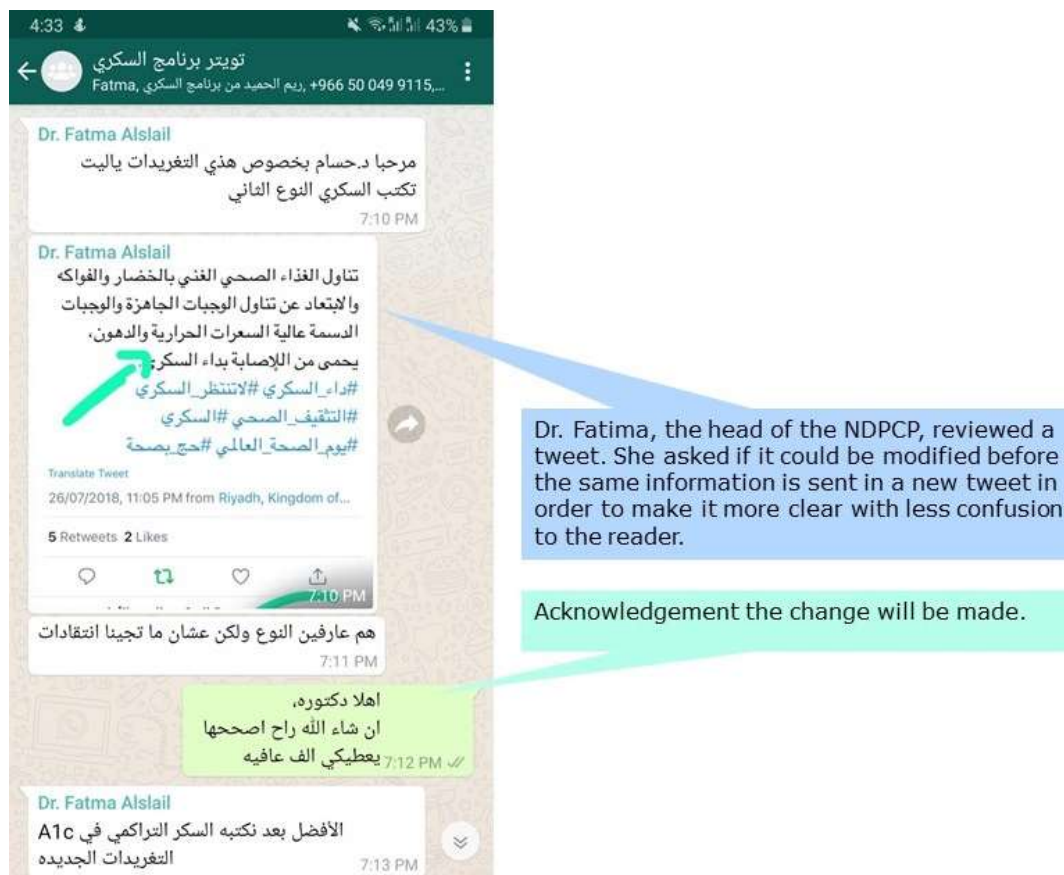 4:33
43%
تويتر برنامج السكري
Fatma, ريم الحميد من برنامج السكري, +966 50 049 9115,...
Dr. Fatma Alslail
مرحبا د.حسام بخصوص هذي التغريدات ياليت
تكتب السكري النوع الثاني
7:10 PM
Dr. Fatma Alslail
تناول الغذاء الصحي الغني بالخضار والفواكه
والابتعاد عن تناول الوجبات الجاهزة والوجبات
الدسمة عالية السعرات الحرارية والدهون،
يحمى من اللإصابة بداء السكري
#داء_السكري #لاتنتظر_السكري
#التثقيف_الصحي #السكري
#يوم_الصحة_العالمي #حج_بصحة
Translate Tweet
26/07/2018, 11:05 PM from Riyadh, Kingdom of...
5 Retweets 2 Likes
7:10 PM
هم عارفين النوع ولكن عشان ما تجينا انتقادات
7:11 PM
اهلا دكتوره،
ان شاء الله راح اصححها
يعطيكي الف عافيه
7:12 PM
Dr. Fatma Alslail
الأفضل بعد نكتبه السكر التراكمي في A1c
التغريدات الجديده
7:13 PM
Dr. Fatima, the head of the NDPCP, reviewed a
tweet. She asked if it could be modified before
the same information is sent in a new tweet in
order to make it more clear with less confusion
to the reader.
Acknowledgement the change will be made.